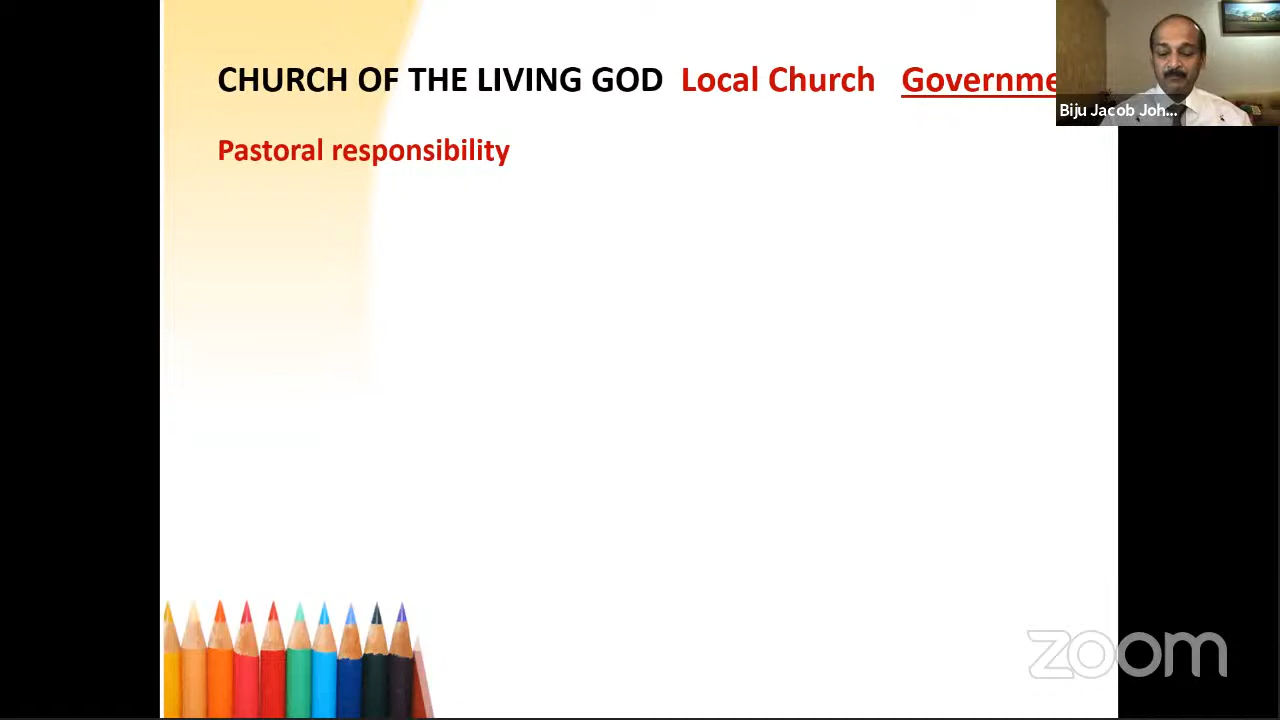 CHURCH OF THE LIVING GOD Local Church Governme
Biju Jacob Joh...
Pastoral responsibility
zoom